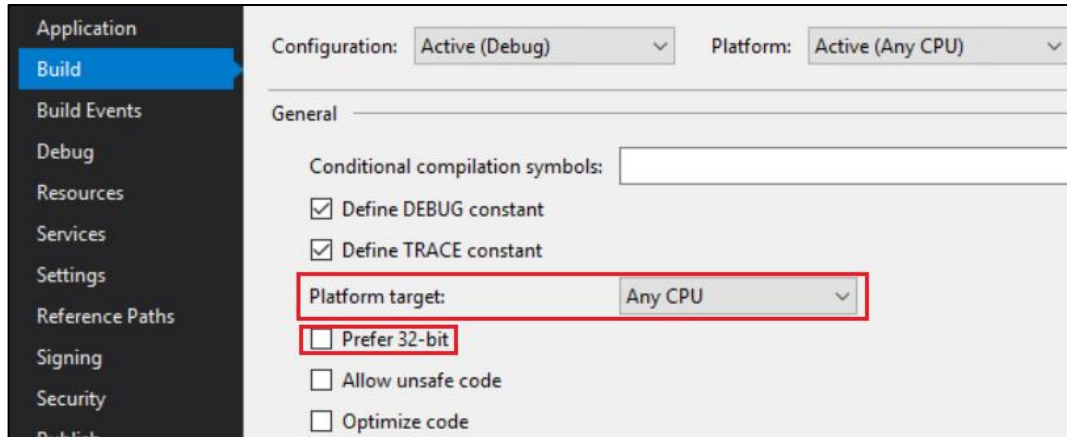 Application
Build
Build Events
Debug
Resources
Services
Settings
Reference Paths
Signing
Security
Publish
Configuration: Active (Debug) Platform: Active (Any CPU)
General
Conditional compilation symbols:
Define DEBUG constant
Define TRACE constant
Platform target: Any CPU
Prefer 32-bit
Allow unsafe code
Optimize code